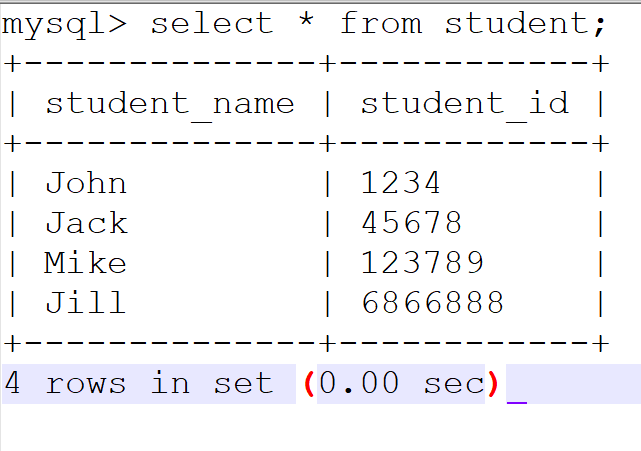 mysql> select * from student;
+--------------+------------+
| student_name | student_id |
+--------------+------------+
| John         | 1234       |
| Jack         | 45678      |
| Mike         | 123789     |
| Jill         | 6866888    |
+--------------+------------+
4 rows in set (0.00 sec)_